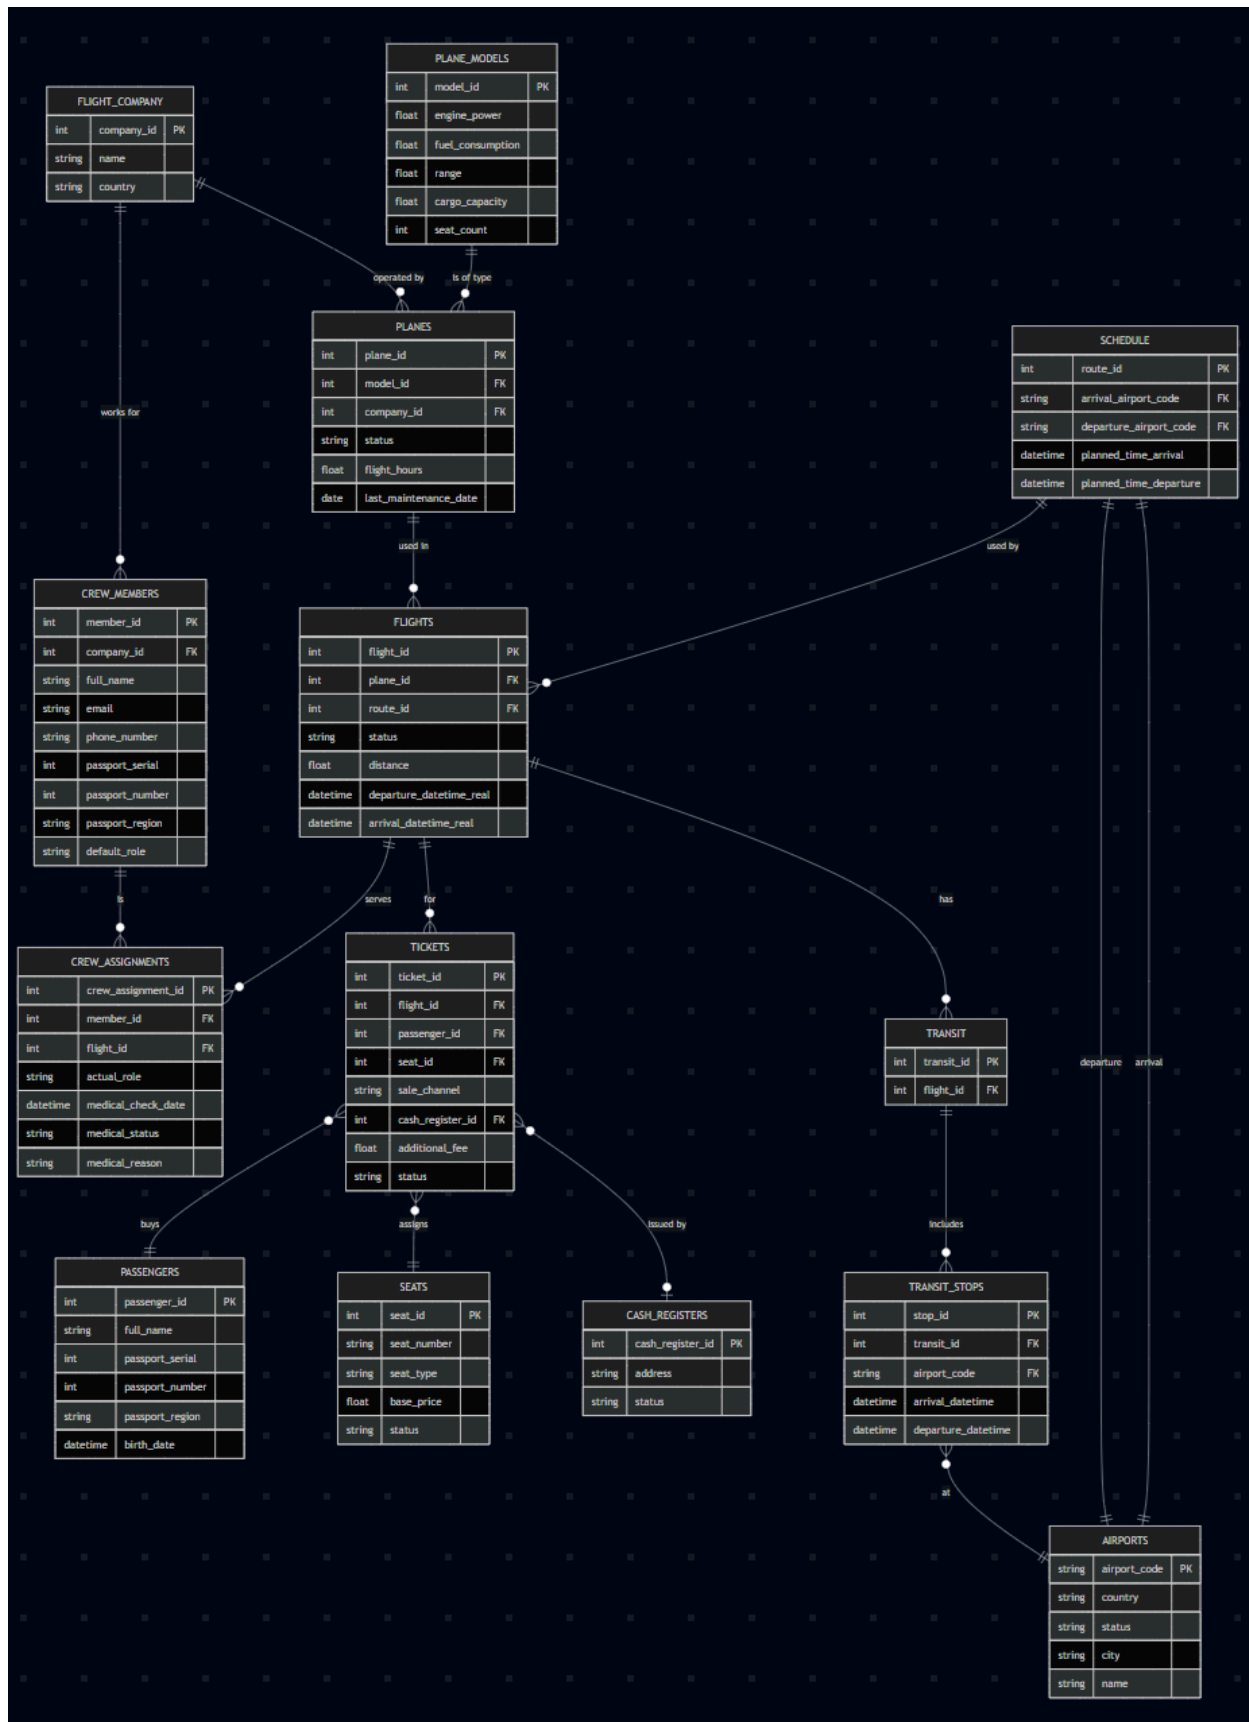 PLANE_MODELS
int model_id PK
float engine_power
float fuel_consumption
float range
float cargo_capacity
int seat_count
FLIGHT_COMPANY
int company_id PK
string name
string country
operated by
is of type
PLANES
int plane_id PK
int model_id FK
int company_id FK
string status
float flight_hours
date last_maintenance_date
SCHEDULE
int route_id PK
string arrival_airport_code FK
string departure_airport_code FK
datetime planned_time_arrival
datetime planned_time_departure
works for
used in
used by
CREW_MEMBERS
int member_id PK
int company_id FK
string full_name
string email
string phone_number
int passport_serial
int passport_number
string passport_region
string default_role
FLIGHTS
int flight_id PK
int plane_id FK
int route_id FK
string status
float distance
datetime departure_datetime_real
datetime arrival_datetime_real
is
serves
for
has
CREW_ASSIGNMENTS
int crew_assignment_id PK
int member_id FK
int flight_id FK
string actual_role
datetime medical_check_date
string medical_status
string medical_reason
TICKETS
int ticket_id PK
int flight_id FK
int passenger_id FK
int seat_id FK
string sale_channel
int cash_register_id FK
float additional_fee
string status
TRANSIT
int transit_id PK
int flight_id FK
departure
arrival
buys
assigns
issued by
includes
PASSENGERS
int passenger_id PK
string full_name
int passport_serial
int passport_number
string passport_region
datetime birth_date
SEATS
int seat_id PK
string seat_number
string seat_type
float base_price
string status
CASH_REGISTERS
int cash_register_id PK
string address
string status
TRANSIT_STOPS
int stop_id PK
int transit_id FK
string airport_code FK
datetime arrival_datetime
datetime departure_datetime
at
AIRPORTS
string airport_code PK
string country
string status
string city
string name